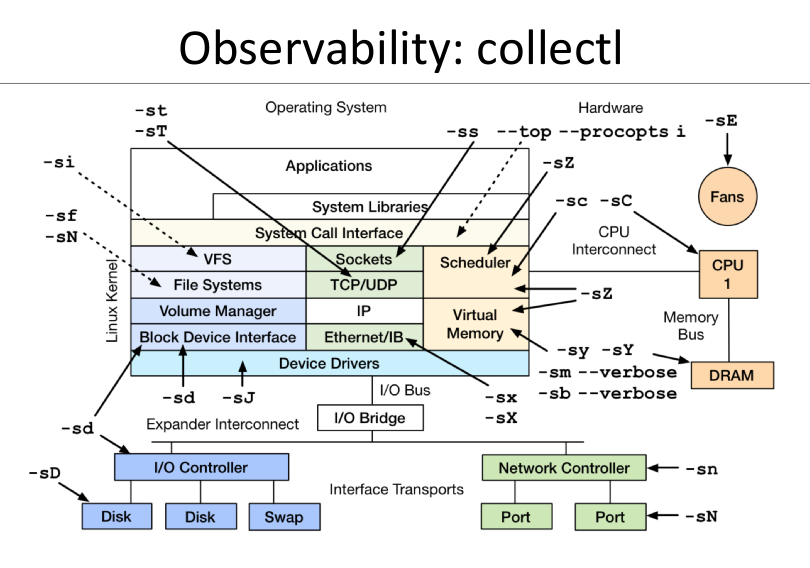 Observability: collectl
Operating System
Hardware
-st
-sT
-ss
--top --procopts i
-sE
-si
-sZ
Applications
Fans
-sc -sC
System Libraries
-sf
-sN
System Call Interface
CPU
Interconnect
VFS
Sockets
Scheduler
CPU
1
File Systems
TCP/UDP
-sZ
Linux Kernel
Volume Manager
IP
Virtual
Memory
Memory
Bus
Block Device Interface
Ethernet/IB
-sy -sY
Device Drivers
-sm --verbose
DRAM
-sd
-sJ
I/O Bus
-sx
-sX
-sb --verbose
I/O Bridge
-sd
Expander Interconnect
I/O Controller
Network Controller
-sn
-sD
Interface Transports
Disk
Disk
Swap
Port
Port
-sN